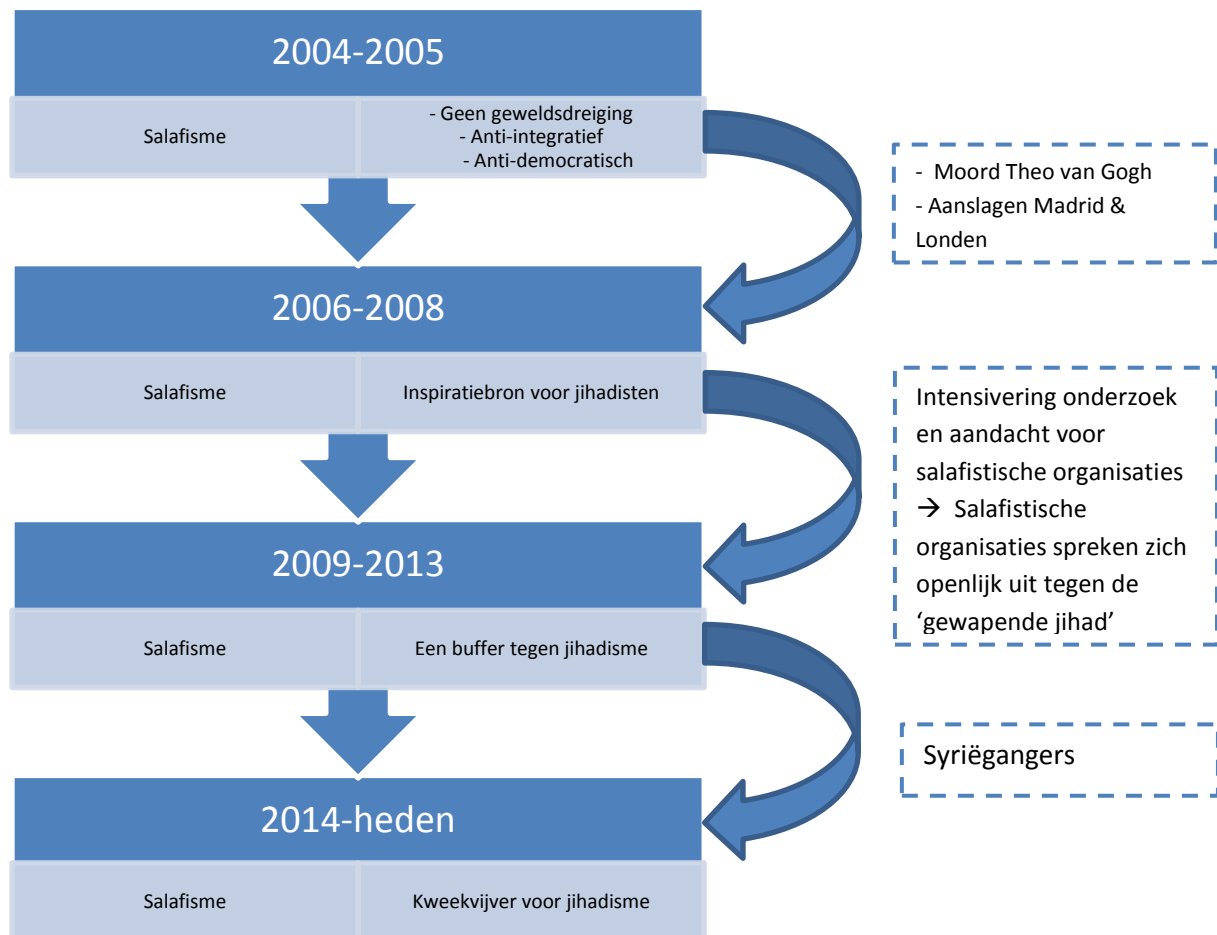 2004-2005
Salafisme
- Geen geweldsdreiging
- Anti-integratief
- Anti-democratisch
- Moord Theo van Gogh
- Aanslagen Madrid &
Londen
2006-2008
Salafisme
Inspiratiebron voor jihadisten
Intensivering onderzoek
en aandacht voor
salafistische organisaties
→ Salafistische
organisaties spreken zich
openlijk uit tegen de
‘gewapende jihad’
2009-2013
Salafisme
Een buffer tegen jihadisme
Syriëgangers
2014-heden
Salafisme
Kweekvijver voor jihadisme